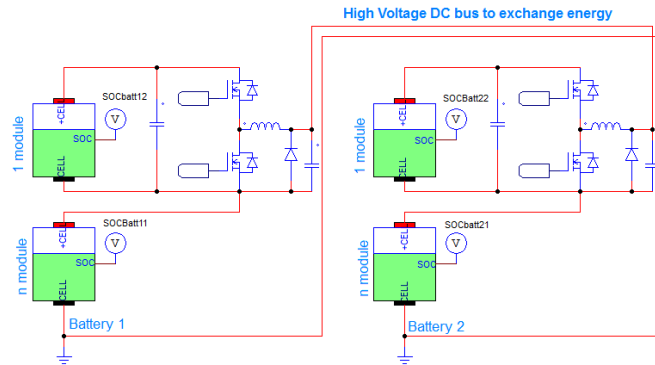 High Voltage DC bus to exchange energy
SOCbatt12
V
+CELL
SOC
CELL
1 module
SOCBatt22
V
+CELL
SOC
CELL
1 module
SOCBatt11
V
+CELL
SOC
CELL
n module
SOCbatt21
V
+CELL
SOC
CELL
n module
Battery 1
Battery 2